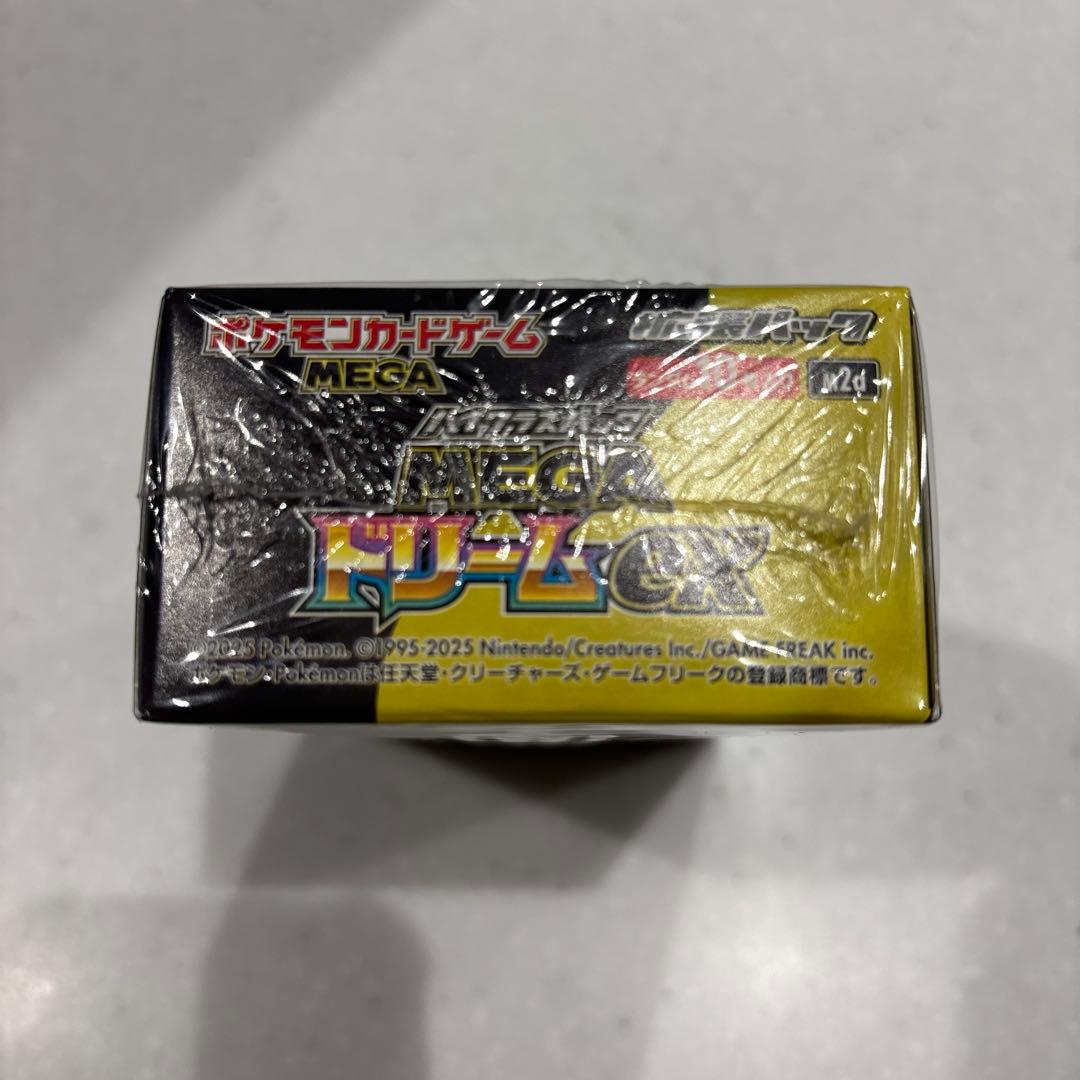 ポケモンカードゲーム
MEGA
拡張パック
ハイクラスパック
MEGA
ドリームex
©2025 Pokémon. ©1995-2025 Nintendo/Creatures Inc./GAME FREAK inc.
ポケモン・Pokémonは任天堂・クリーチャーズ・ゲームフリークの登録商標です。